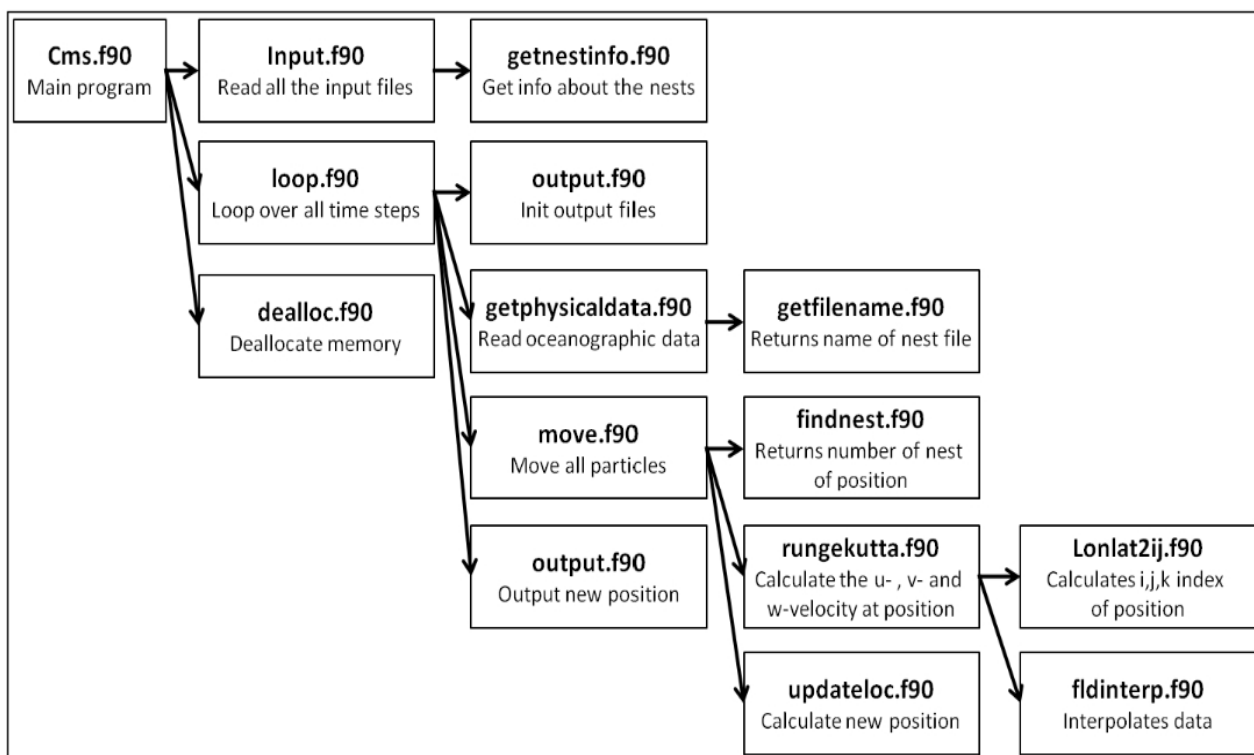 Cms.f90
Main program
Input.f90
Read all the input files
getnestinfo.f90
Get info about the nests
loop.f90
Loop over all time steps
output.f90
Init output files
dealloc.f90
Deallocate memory
getphysicaldata.f90
Read oceanographic data
getfilename.f90
Returns name of nest file
move.f90
Move all particles
findnest.f90
Returns number of nest
of position
output.f90
Output new position
rungekutta.f90
Calculate the u- , v- and
w-velocity at position
Lonlat2ij.f90
Calculates i,j,k index
of position
updateloc.f90
Calculate new position
fldinterp.f90
Interpolates data